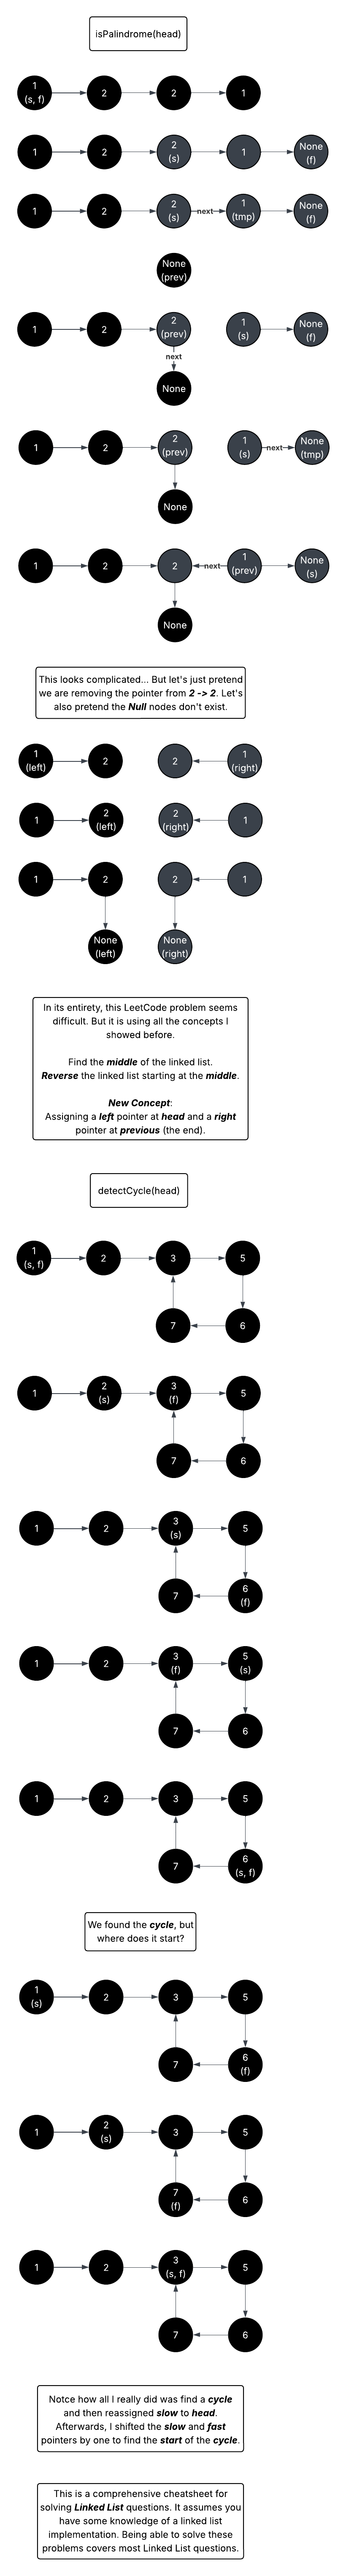 isPalindrome(head)
1
(s, f)
2
2
1
1
2
2
(s)
1
None
(f)
1
2
2
(s)
next
1
(tmp)
None
(f)
None
(prev)
1
2
2
(prev)
1
(s)
None
(f)
next
None
1
2
2
(prev)
1
(s)
next
None
(tmp)
None
1
2
2
next
1
(prev)
None
(s)
None
This looks complicated... But let's just pretend
we are removing the pointer from 2 -> 2. Let's
also pretend the Null nodes don't exist.
1
(left)
2
2
1
(right)
1
2
(left)
2
(right)
1
1
2
2
1
None
(left)
None
(right)
In its entirety, this LeetCode problem seems
difficult. But it is using all the concepts I
showed before.
Find the middle of the linked list.
Reverse the linked list starting at the middle.
New Concept:
Assigning a left pointer at head and a right
pointer at previous (the end).
detectCycle(head)
1
(s, f)
2
3
5
7
6
1
2
(s)
3
(f)
5
7
6
1
2
3
(s)
5
7
6
(f)
1
2
3
(f)
5
(s)
7
6
1
2
3
5
7
6
(s, f)
We found the cycle, but
where does it start?
1
(s)
2
3
5
7
6
(f)
1
2
(s)
3
5
7
(f)
6
1
2
3
(s, f)
5
7
6
Notce how all I really did was find a cycle
and then reassigned slow to head.
Afterwards, I shifted the slow and fast
pointers by one to find the start of the cycle.
This is a comprehensive cheatsheet for
solving Linked List questions. It assumes you
have some knowledge of a linked list
implementation. Being able to solve these
problems covers most Linked List questions.